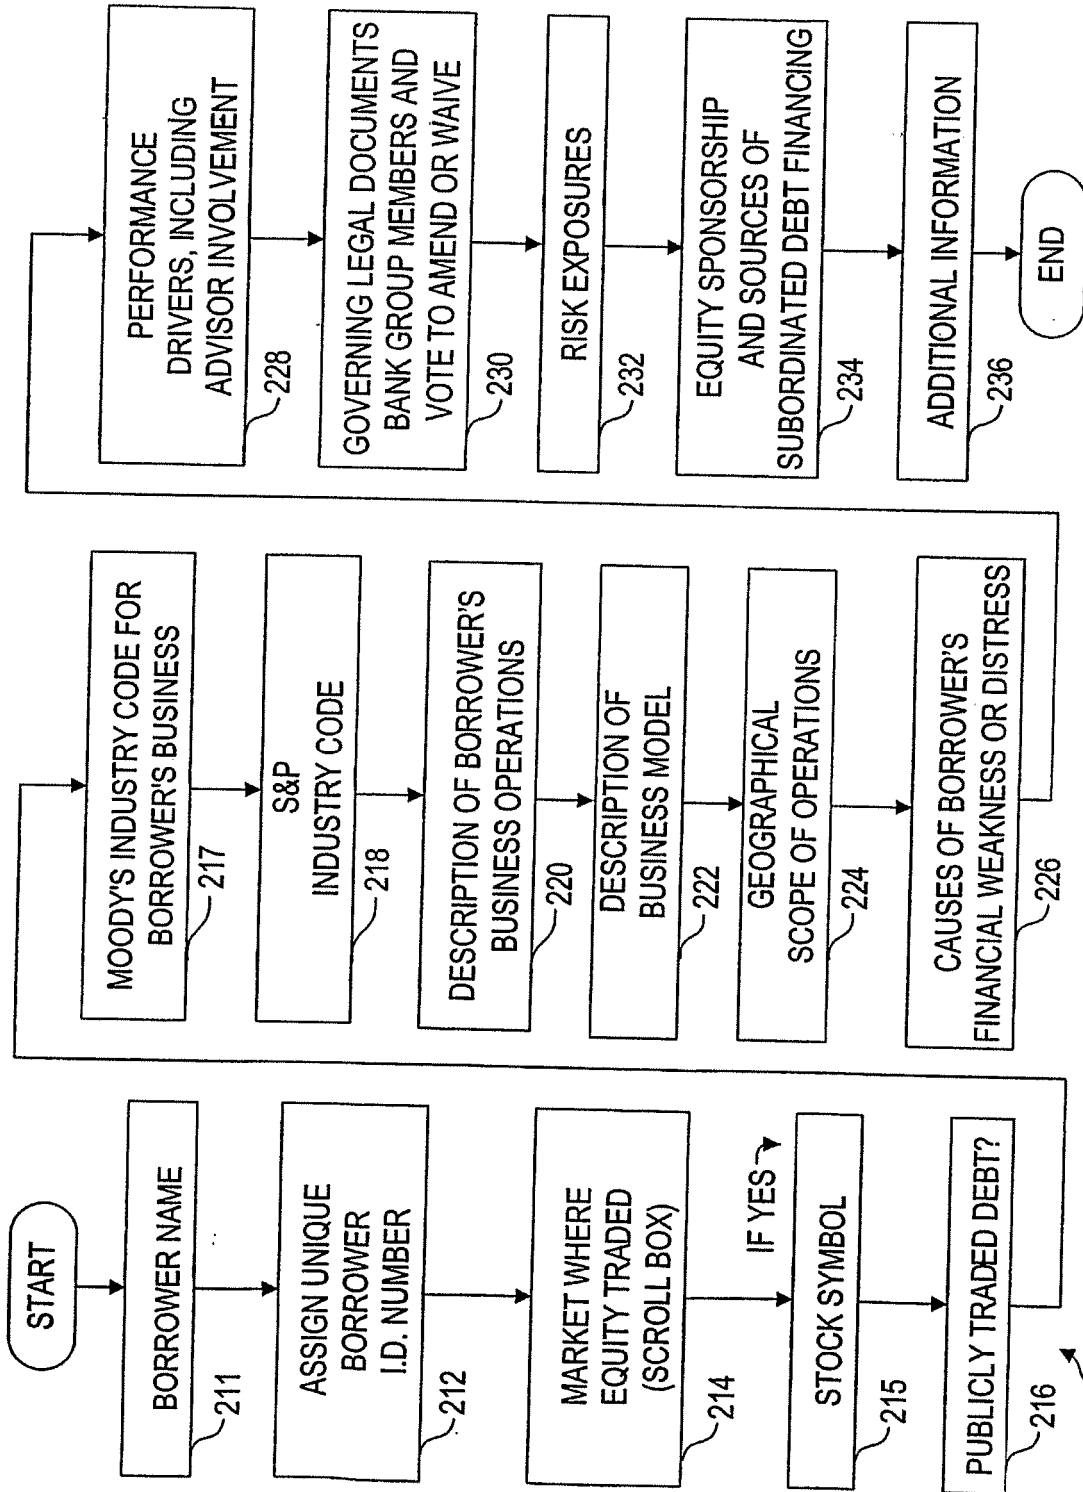 START
BORROWER NAME
211
ASSIGN UNIQUE
BORROWER
I.D. NUMBER
212
MARKET WHERE
EQUITY TRADED
(SCROLL BOX)
214
IF YES
STOCK SYMBOL
215
PUBLICLY TRADED DEBT?
216
MOODY'S INDUSTRY CODE FOR
BORROWER'S BUSINESS
217
S&P
INDUSTRY CODE
218
DESCRIPTION OF BORROWER'S
BUSINESS OPERATIONS
220
DESCRIPTION OF
BUSINESS MODEL
222
GEOGRAPHICAL
SCOPE OF OPERATIONS
224
CAUSES OF BORROWER'S
FINANCIAL WEAKNESS OR DISTRESS
226
PERFORMANCE
DRIVERS, INCLUDING
ADVISOR INVOLVEMENT
228
GOVERNING LEGAL DOCUMENTS
BANK GROUP MEMBERS AND
VOTE TO AMEND OR WAIVE
230
RISK EXPOSURES
232
EQUITY SPONSORSHIP
AND SOURCES OF
SUBORDINATED DEBT FINANCING
234
ADDITIONAL INFORMATION
236
END